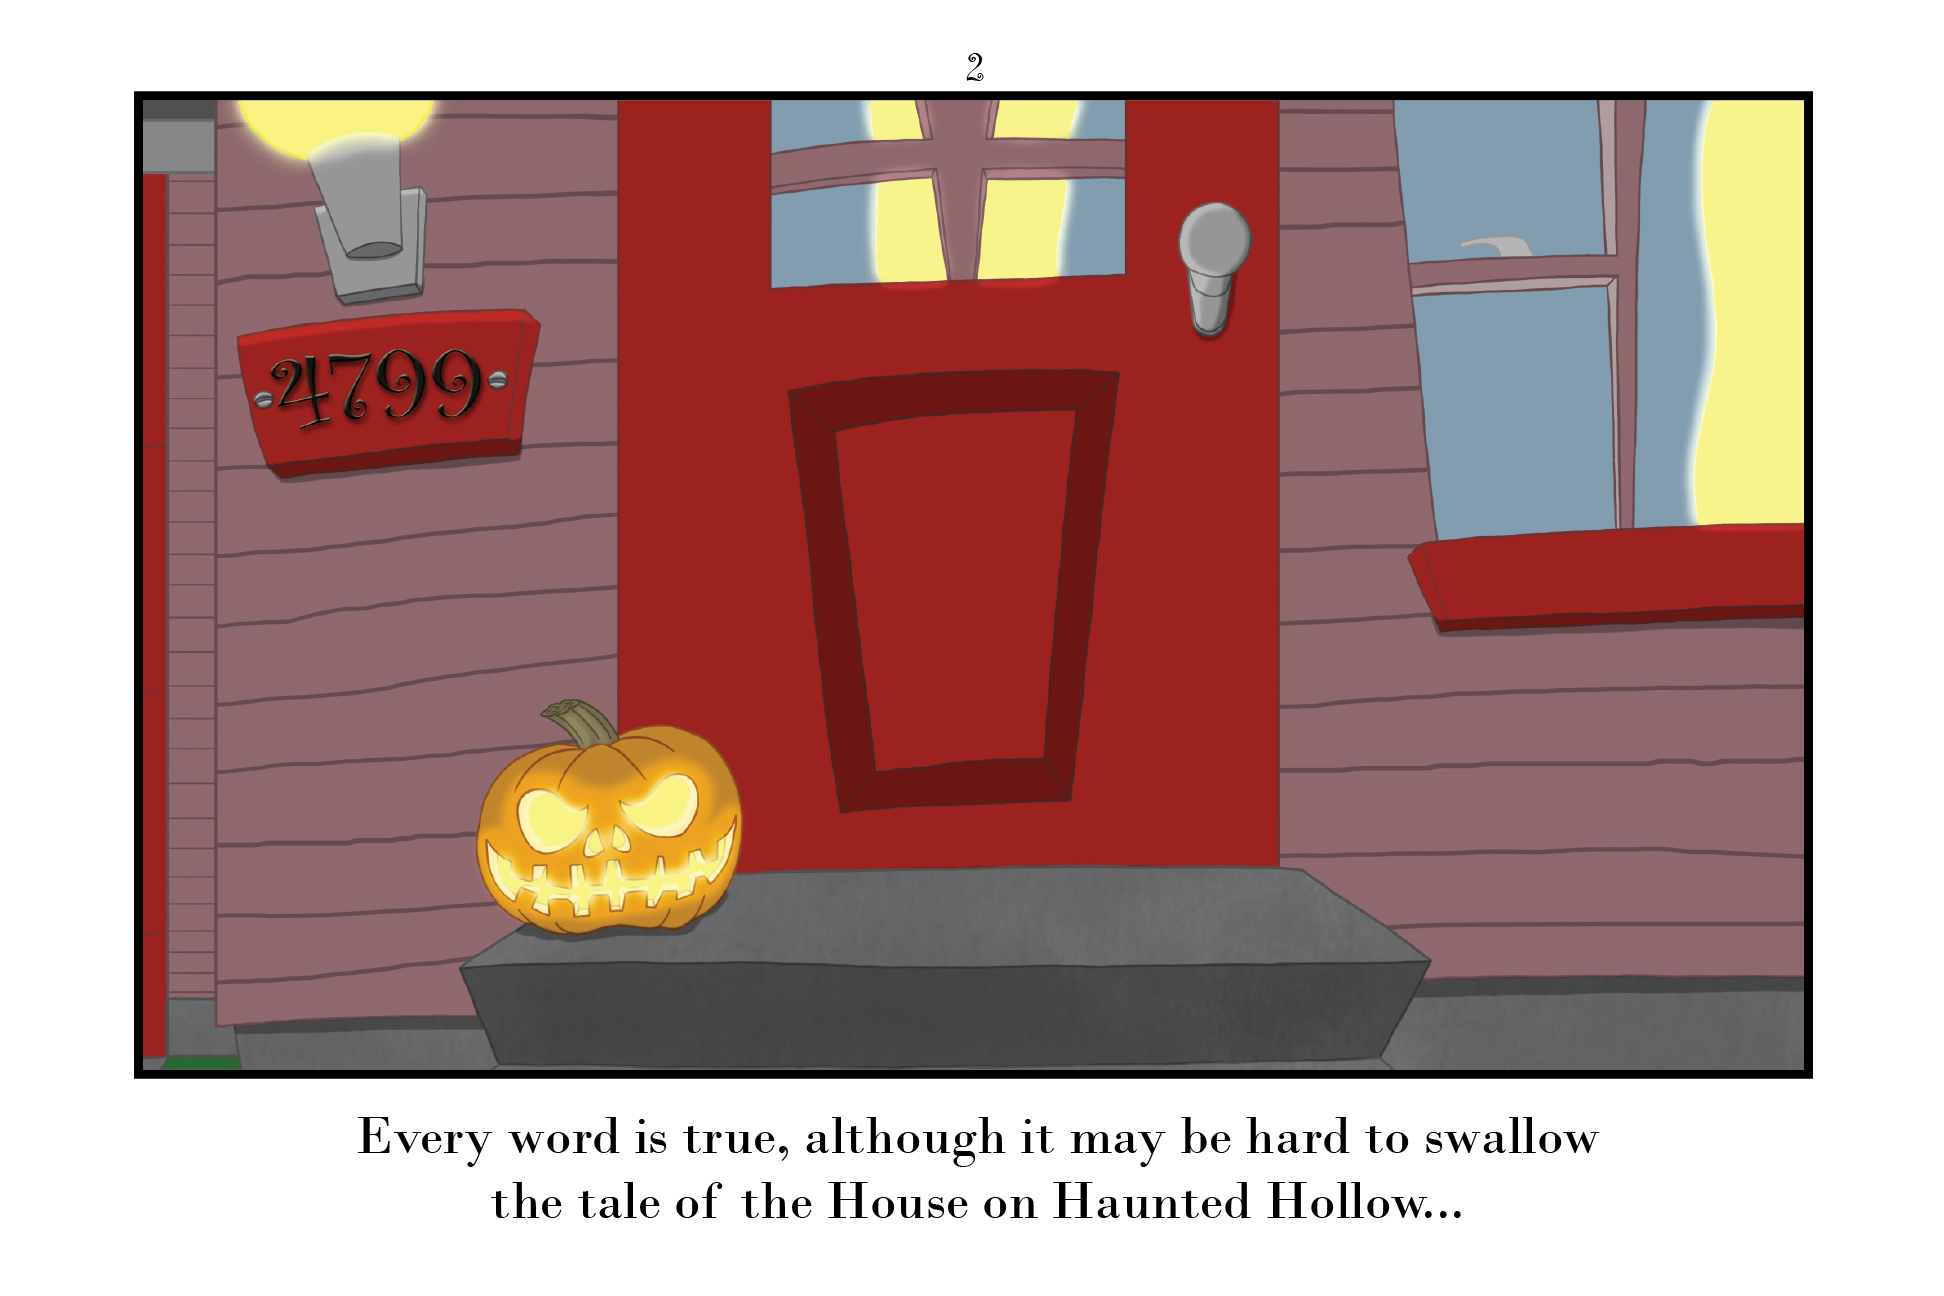 2
4799
Every word is true, although it may be hard to swallow
the tale of the House on Haunted Hollow...